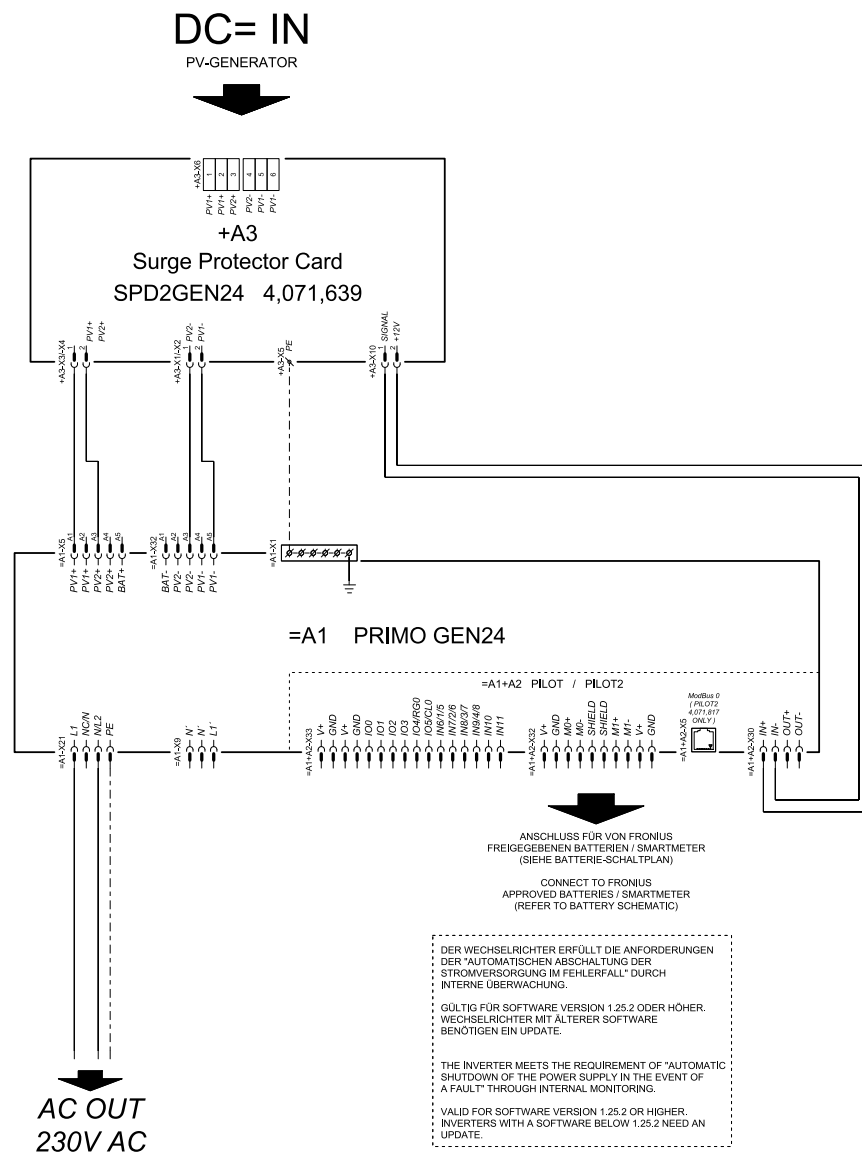 DC= IN
PV-GENERATOR
+A3-X6
1 2 3 4 5 6
PV1+ PV1+ PV2+ PV2- PV1- PV1-
+A3
Surge Protector Card
SPD2GEN24 4,071,639
+A3-X3/-X4
1 2
PV1+
PV2+
+A3-X1/-X2
1 2
PV2-
PV1-
+A3-X5
PE
+A3-X10
1 2
SIGNAL
+12V
=A1-X5
A1 A2 A3 A4 A5
PV1+ PV1+ PV2+ PV2+ BAT+
=A1-X32
A1 A2 A3 A4 A5
BAT- PV2- PV2- PV1- PV1-
=A1-X1
=A1 PRIMO GEN24
=A1+A2 PILOT / PILOT2
=A1-X21
L1 NC/N N/L2 PE
=A1-X9
N´ N´ L1´
=A1+A2-X33
V+ GND V+ GND IO0 IO1 IO2 IO3 IO4/RG0 IO5/CL0 IN6/1/5 IN7/2/6 IN8/3/7 IN9/4/8 IN10 IN11
=A1+A2-X32
V+ GND M0+ M0- SHIELD SHIELD M1+ M1- V+ GND
=A1+A2-X5
ModBus 0
( PILOT2
4,071,817
ONLY )
=A1+A2-X30
IN+ IN- OUT+ OUT-
ANSCHLUSS FÜR VON FRONIUS
FREIGEGEBENEN BATTERIEN / SMARTMETER
(SIEHE BATTERIE-SCHALTPLAN)
CONNECT TO FRONIUS
APPROVED BATTERIES / SMARTMETER
(REFER TO BATTERY SCHEMATIC)
DER WECHSELRICHTER ERFÜLLT DIE ANFORDERUNGEN
DER "AUTOMATISCHEN ABSCHALTUNG DER
STROMVERSORGUNG IM FEHLERFALL" DURCH
INTERNE ÜBERWACHUNG.
GÜLTIG FÜR SOFTWARE VERSION 1.25.2 ODER HÖHER.
WECHSELRICHTER MIT ÄLTERER SOFTWARE
BENÖTIGEN EIN UPDATE.
THE INVERTER MEETS THE REQUIREMENT OF "AUTOMATIC
SHUTDOWN OF THE POWER SUPPLY IN THE EVENT OF
A FAULT" THROUGH INTERNAL MONITORING.
VALID FOR SOFTWARE VERSION 1.25.2 OR HIGHER.
INVERTERS WITH A SOFTWARE BELOW 1.25.2 NEED AN
UPDATE.
AC OUT
230V AC